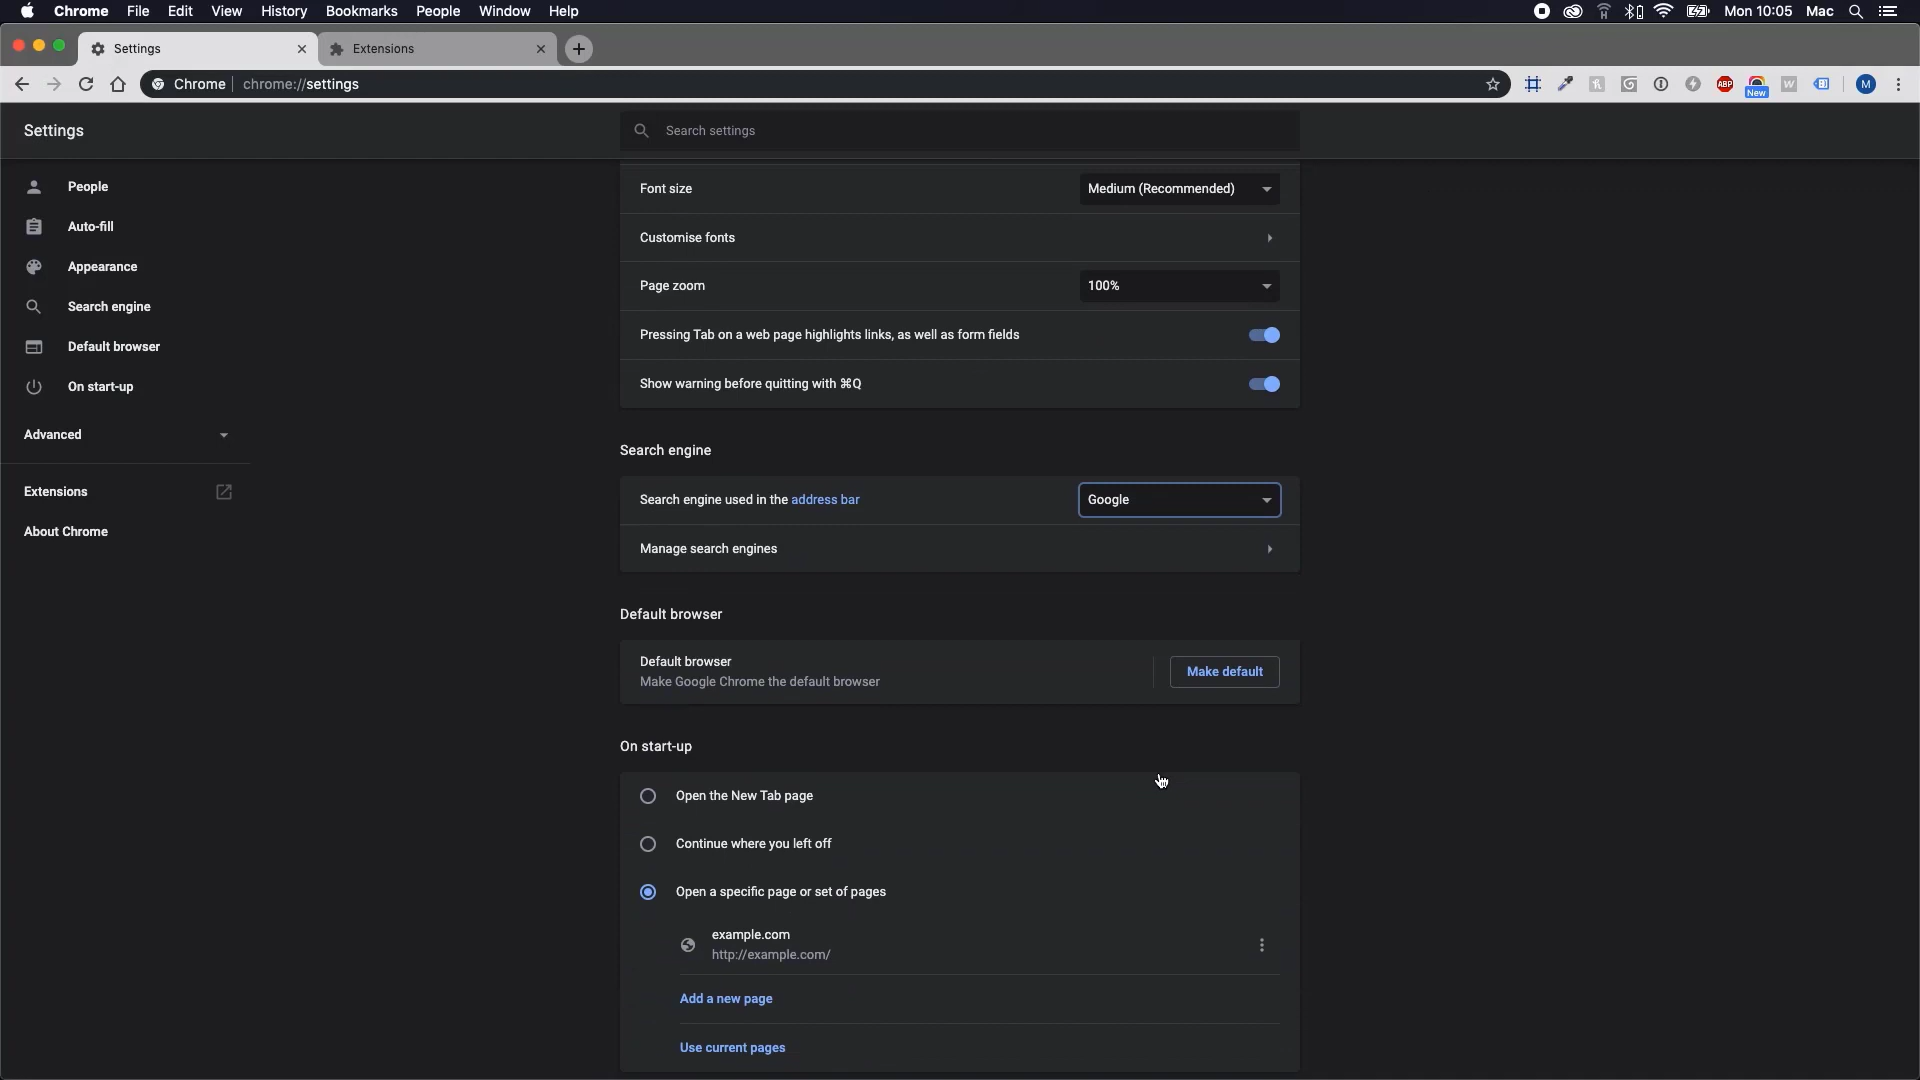 Chrome File Edit View History Bookmarks People Window Help Mon 10:05 Mac
Settings Extensions
Chrome chrome://settings ABP New W M
Settings
Search settings
People
Auto-fill
Appearance
Search engine
Default browser
On start-up
Advanced
Extensions
About Chrome
Font size Medium (Recommended)
Customise fonts
Page zoom 100%
Pressing Tab on a web page highlights links, as well as form fields
Show warning before quitting with ⌘Q
Search engine
Search engine used in the address bar Google
Manage search engines
Default browser
Default browser
Make Google Chrome the default browser
Make default
On start-up
Open the New Tab page
Continue where you left off
Open a specific page or set of pages
example.com
http://example.com/
Add a new page
Use current pages